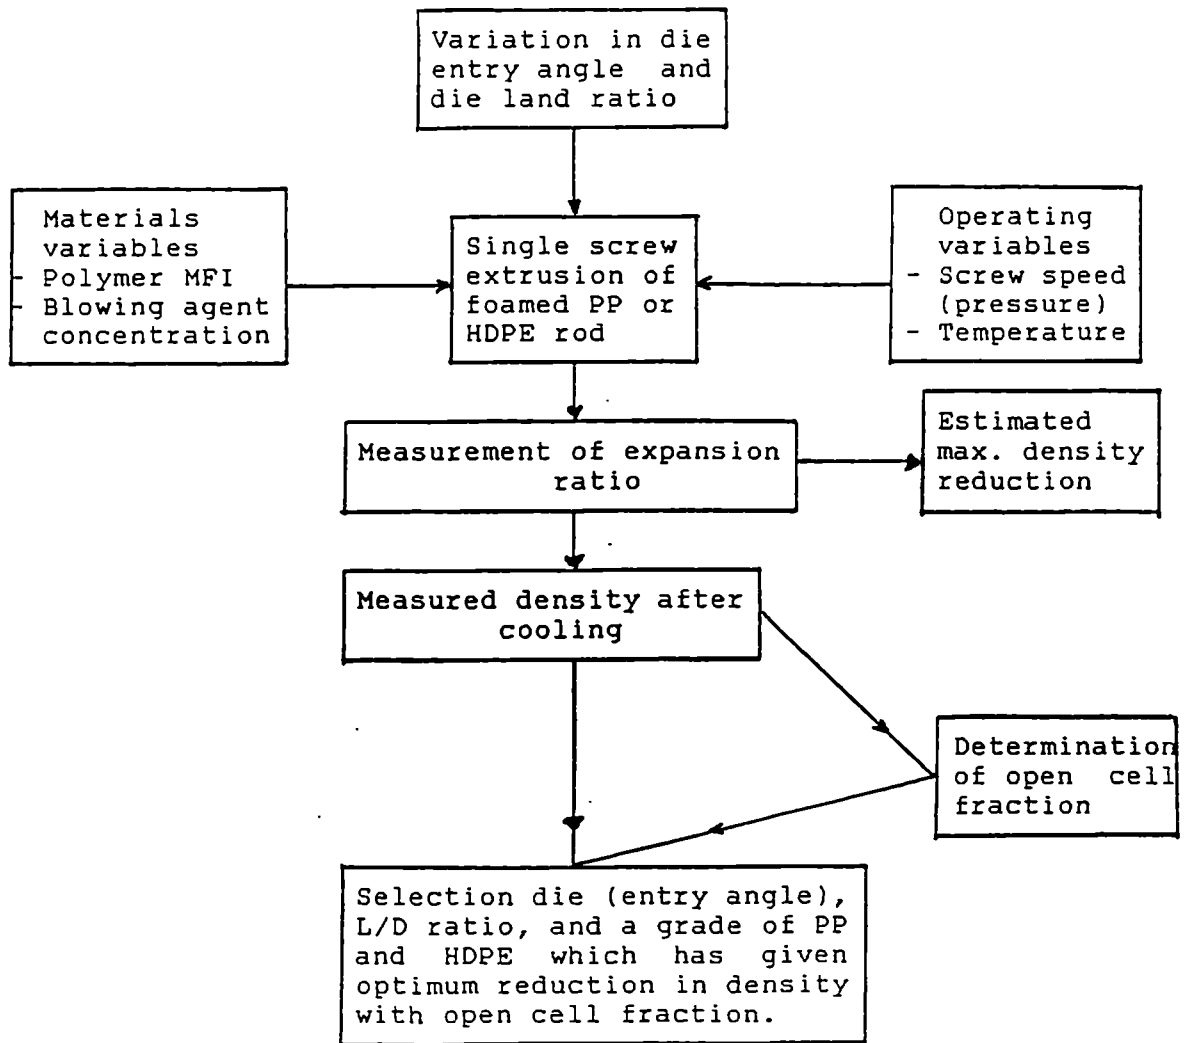 Variation in die
entry angle and
die land ratio
Materials
variables
- Polymer MFI
- Blowing agent
concentration
Single screw
extrusion of
foamed PP or
HDPE rod
Operating
variables
- Screw speed
(pressure)
- Temperature
Measurement of expansion
ratio
Estimated
max. density
reduction
Measured density after
cooling
Determination
of open cell
fraction
Selection die (entry angle),
L/D ratio, and a grade of PP
and HDPE which has given
optimum reduction in density
with open cell fraction.